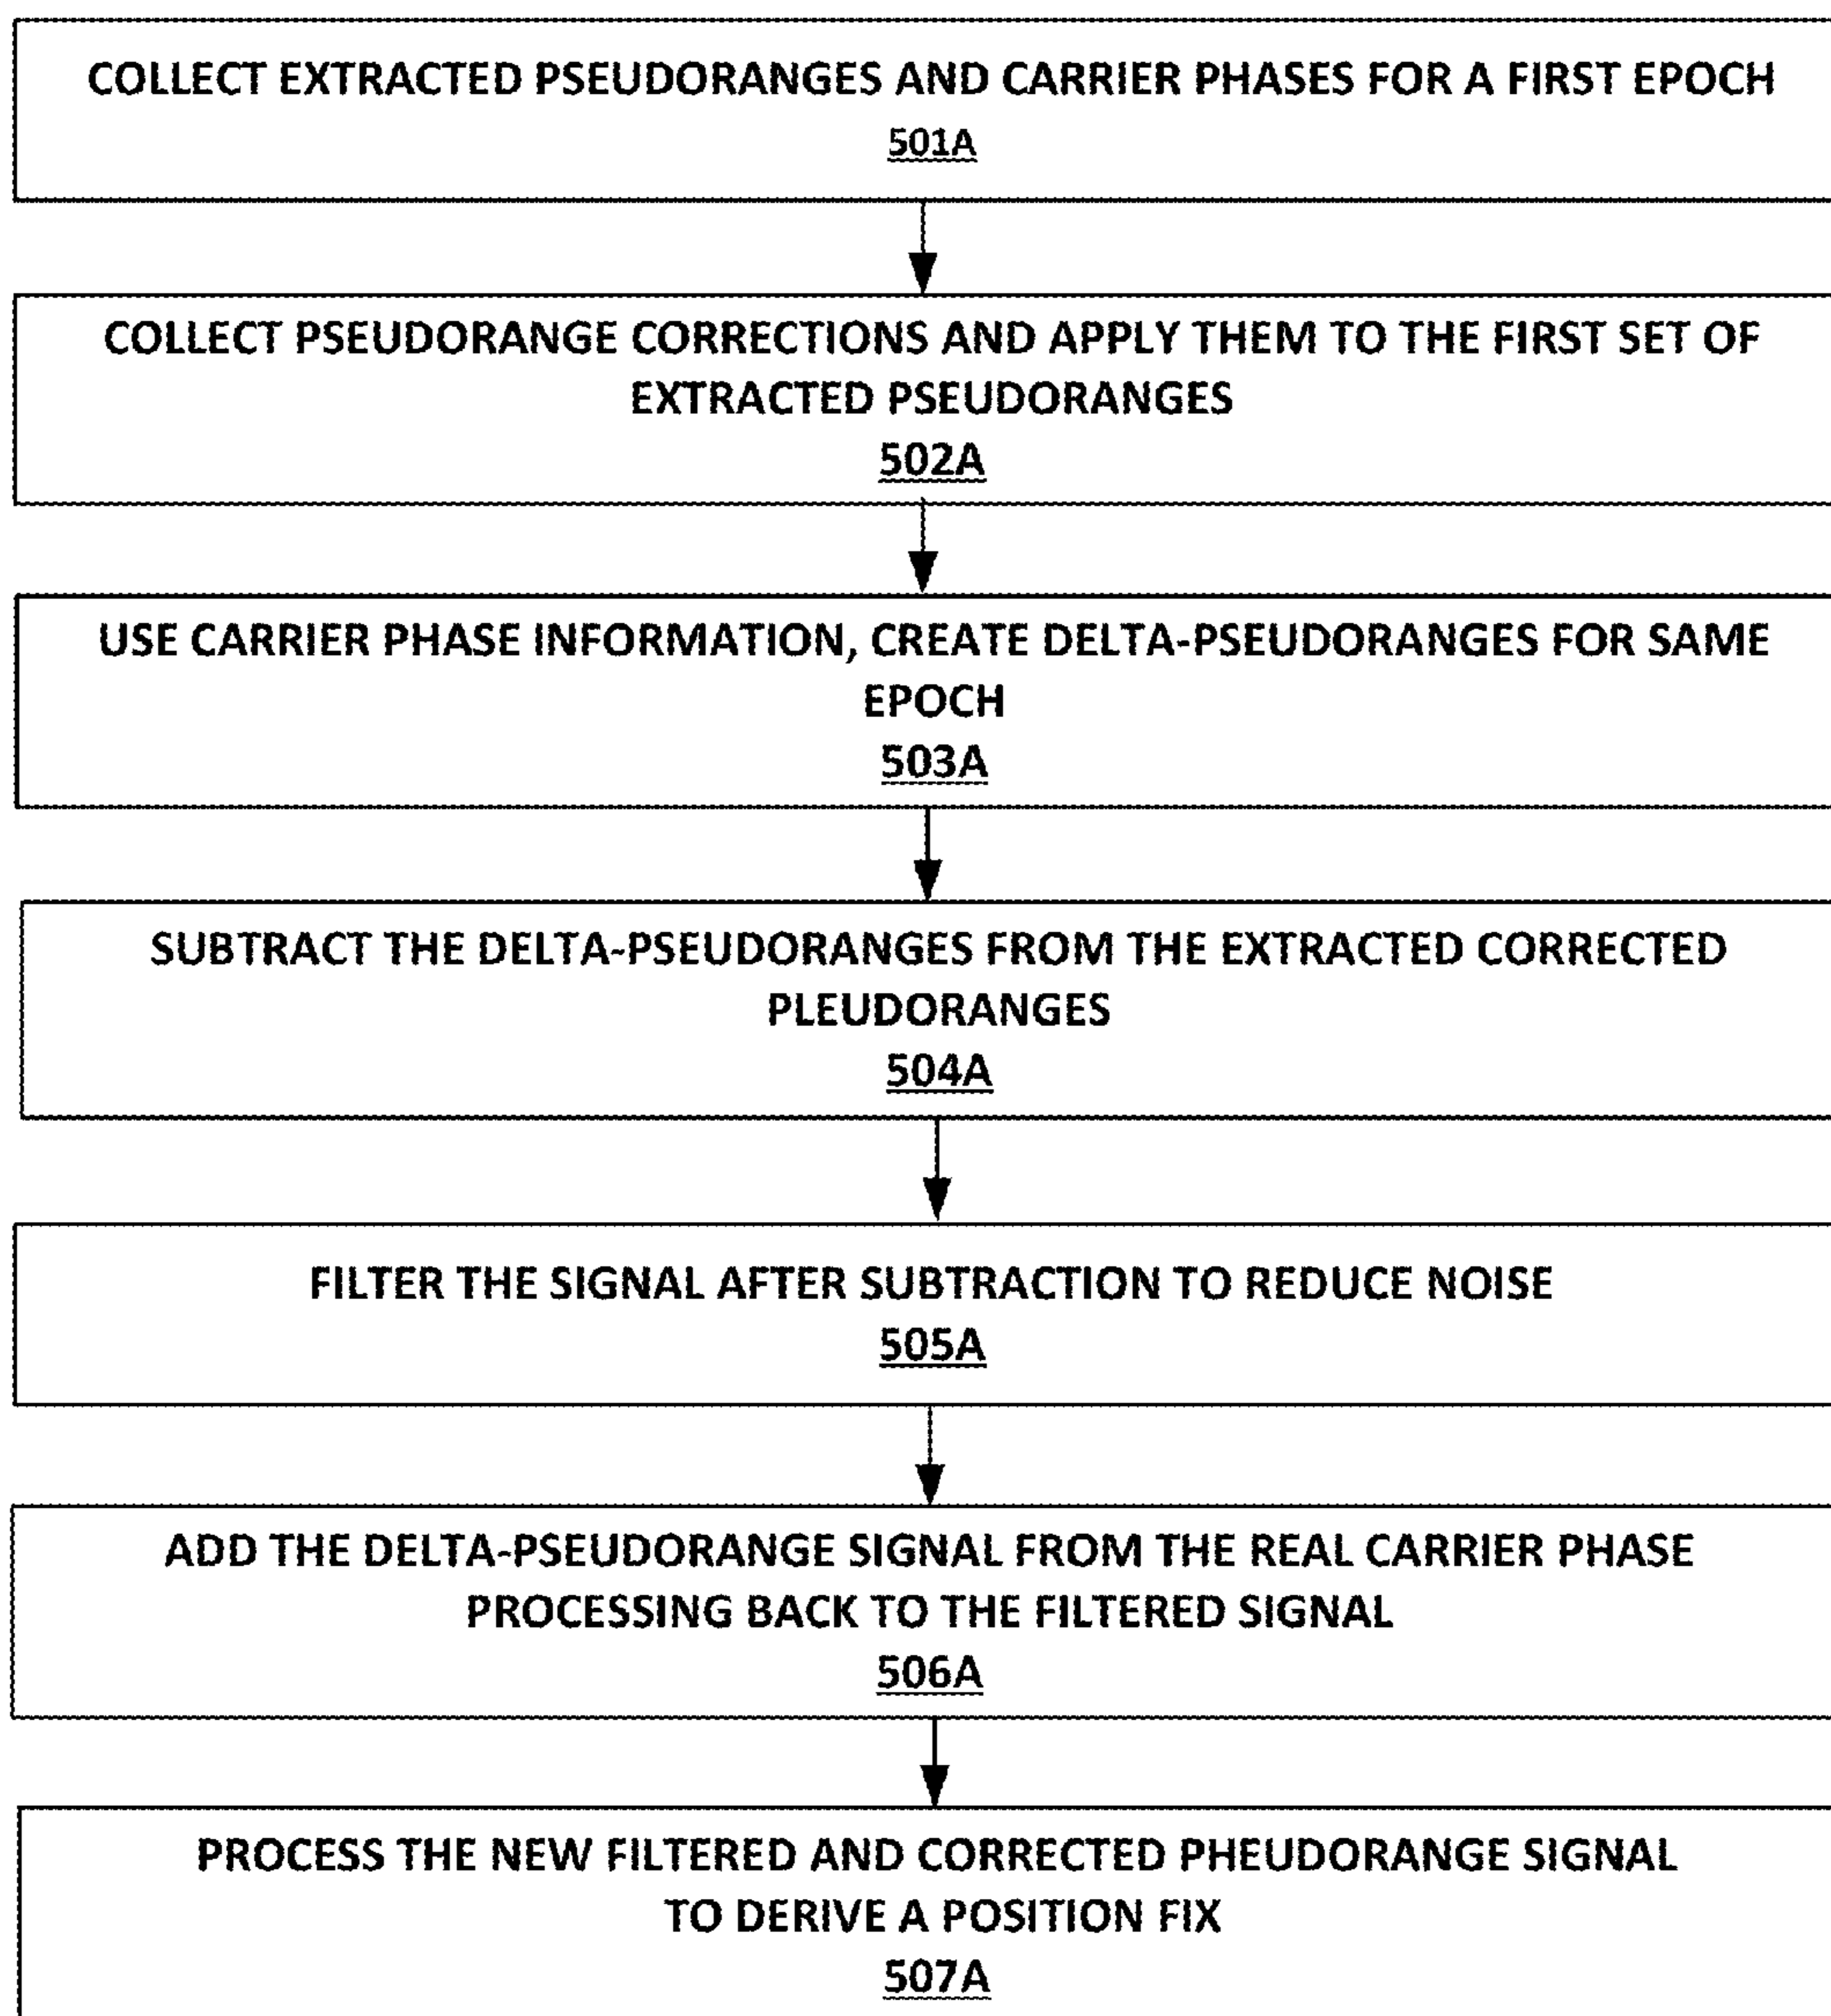 COLLECT EXTRACTED PSEUDORANGES AND CARRIER PHASES FOR A FIRST EPOCH
501A
COLLECT PSEUDORANGE CORRECTIONS AND APPLY THEM TO THE FIRST SET OF
EXTRACTED PSEUDORANGES
502A
USE CARRIER PHASE INFORMATION, CREATE DELTA-PSEUDORANGES FOR SAME
EPOCH
503A
SUBTRACT THE DELTA-PSEUDORANGES FROM THE EXTRACTED CORRECTED
PLEUDORANGES
504A
FILTER THE SIGNAL AFTER SUBTRACTION TO REDUCE NOISE
505A
ADD THE DELTA-PSEUDORANGE SIGNAL FROM THE REAL CARRIER PHASE
PROCESSING BACK TO THE FILTERED SIGNAL
506A
PROCESS THE NEW FILTERED AND CORRECTED PHEUDORANGE SIGNAL
TO DERIVE A POSITION FIX
507A